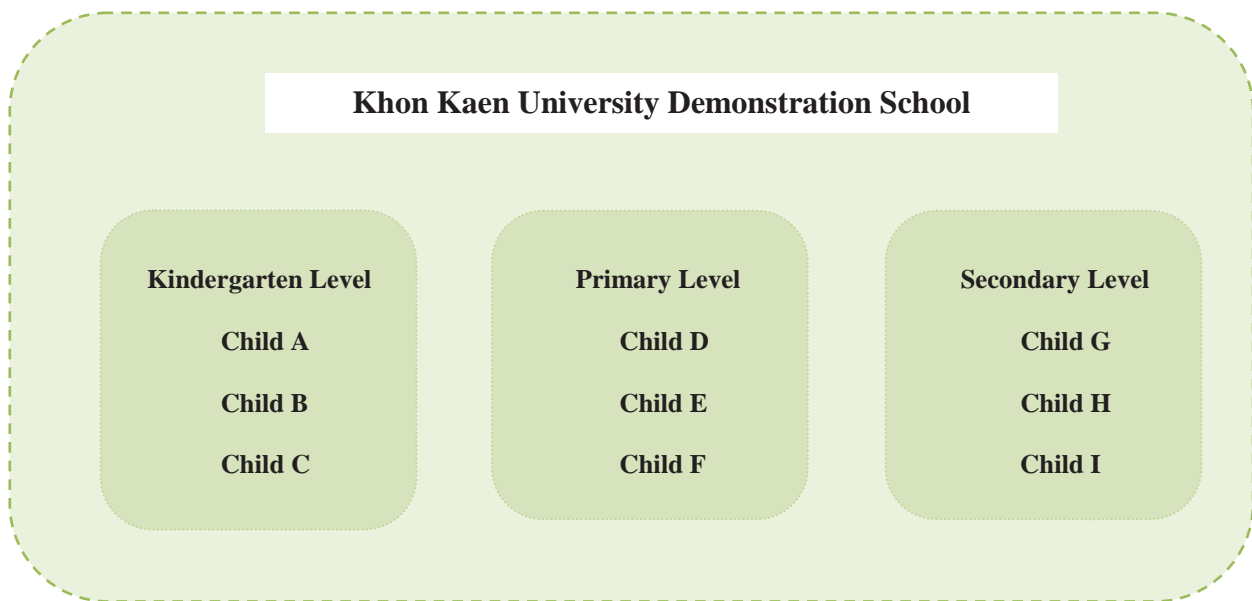 Khon Kaen University Demonstration School
Kindergarten Level
Child A
Child B
Child C
Primary Level
Child D
Child E
Child F
Secondary Level
Child G
Child H
Child I